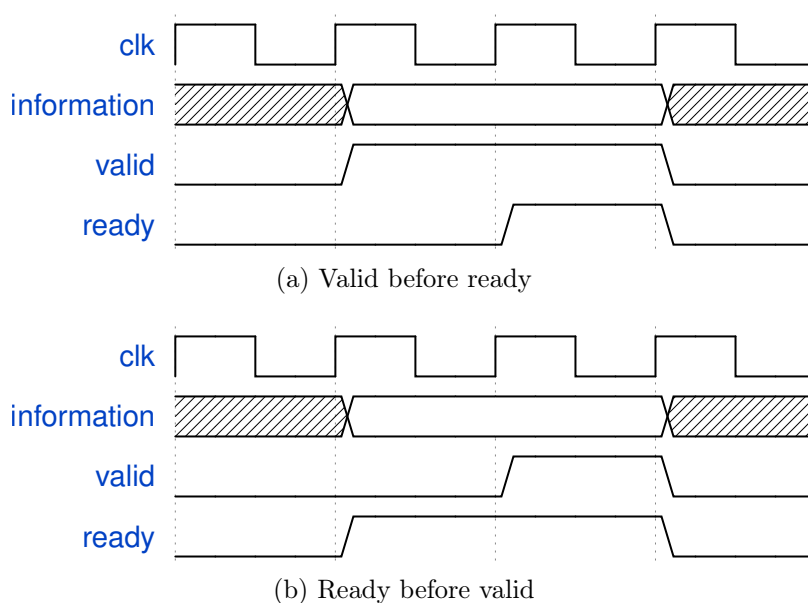 clk
information
valid
ready
(a) Valid before ready
clk
information
valid
ready
(b) Ready before valid